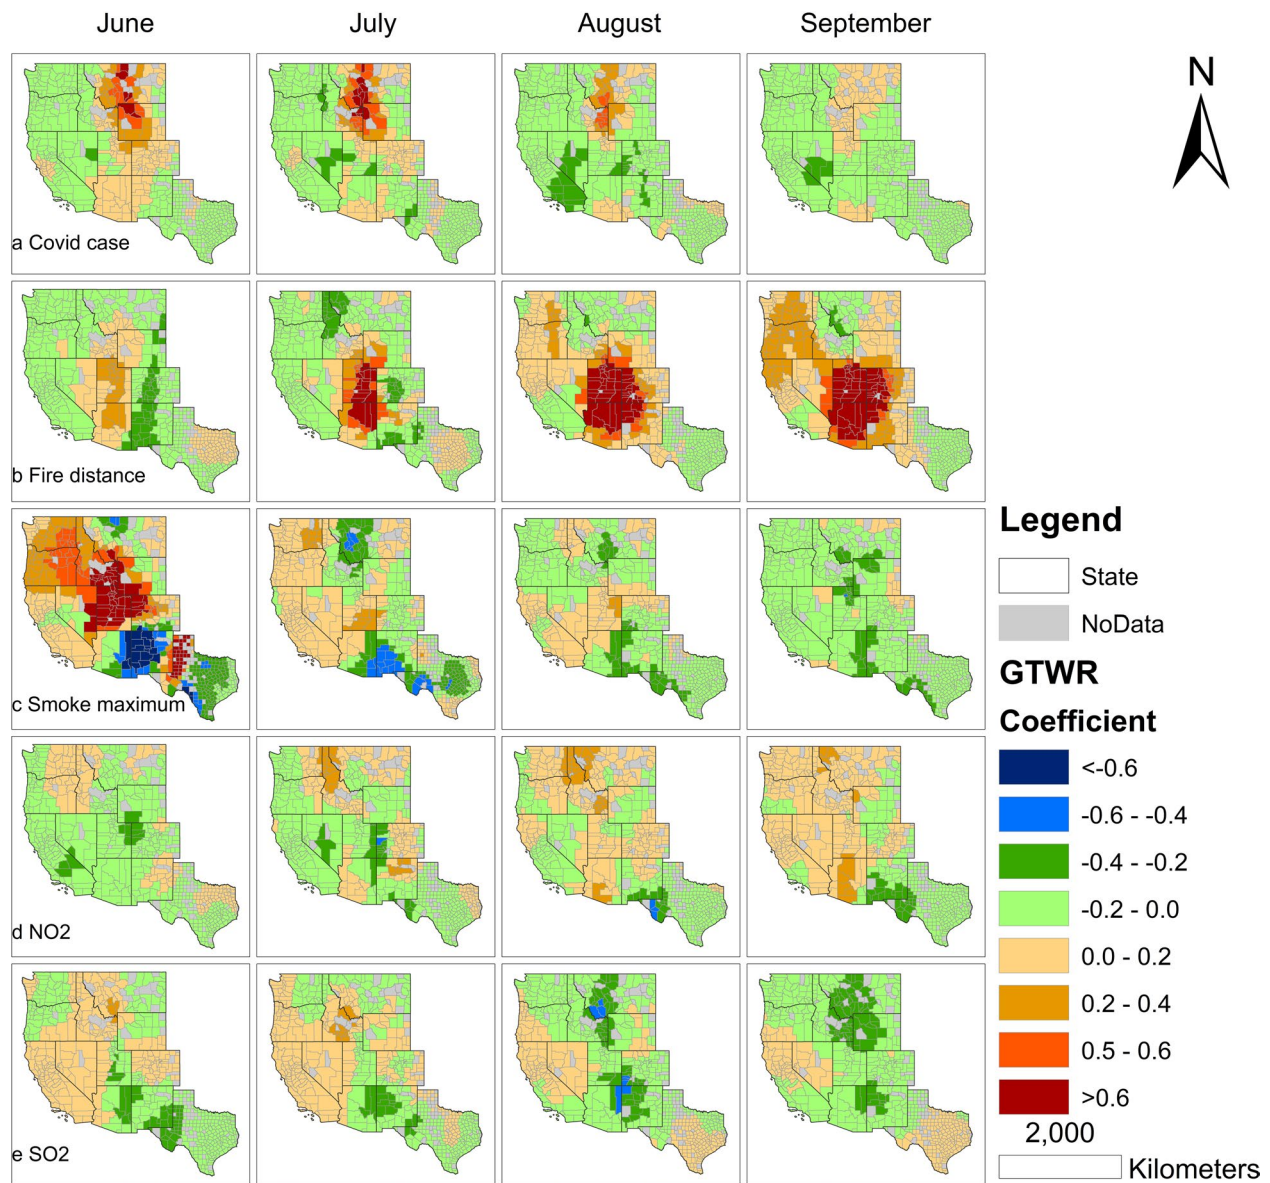 June July August September
N
a Covid case
b Fire distance
Legend
State
NoData
GTWR
Coefficient
c Smoke maximum
<-0.6
-0.6 - -0.4
-0.4 - -0.2
-0.2 - 0.0
d NO2
0.0 - 0.2
0.2 - 0.4
0.5 - 0.6
>0.6
2,000
e SO2
Kilometers